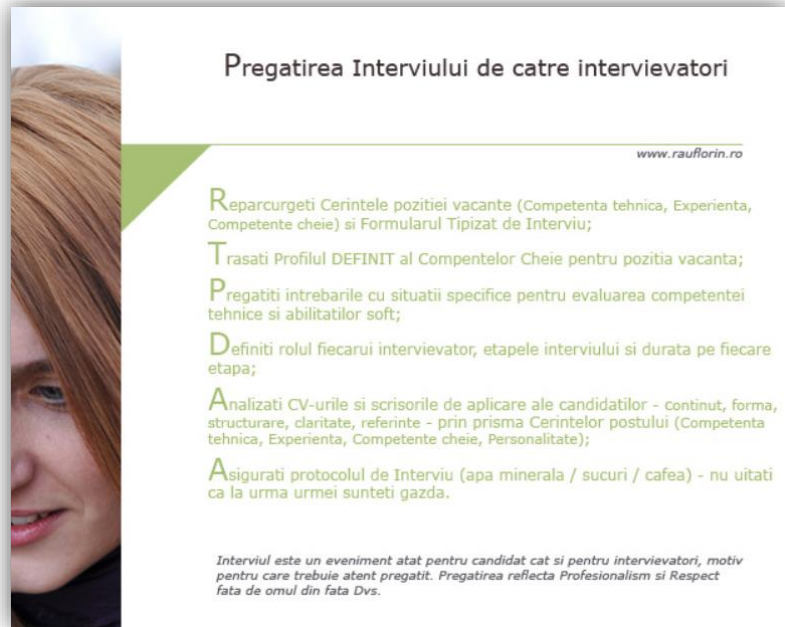 Pregatirea Interviului de catre intervievatori
www.rauflorin.ro
Reparcurgeti Cerintele pozitiei vacante (Competenta tehnica, Experienta,
Competente cheie) si Formularul Tipizat de Interviu;
Trasati Profilul DEFINIT al Compentelor Cheie pentru pozitia vacanta;
Pregatiti intrebarile cu situatii specifice pentru evaluarea competentei
tehnice si abilitatilor soft;
Definiti rolul fiecarui intervievator, etapele interviului si durata pe fiecare
etapa;
Analizati CV-urile si scrisorile de aplicare ale candidatilor - continut, forma,
structurare, claritate, referinte - prin prisma Cerintelor postului (Competenta
tehnica, Experienta, Competente cheie, Personalitate);
Asigurati protocolul de Interviu (apa minerala / sucuri / cafea) - nu uitati
ca la urma urmei sunteti gazda.
Interviul este un eveniment atat pentru candidat cat si pentru intervievatori, motiv
pentru care trebuie atent pregatit. Pregatirea reflecta Profesionalism si Respect
fata de omul din fata Dvs.